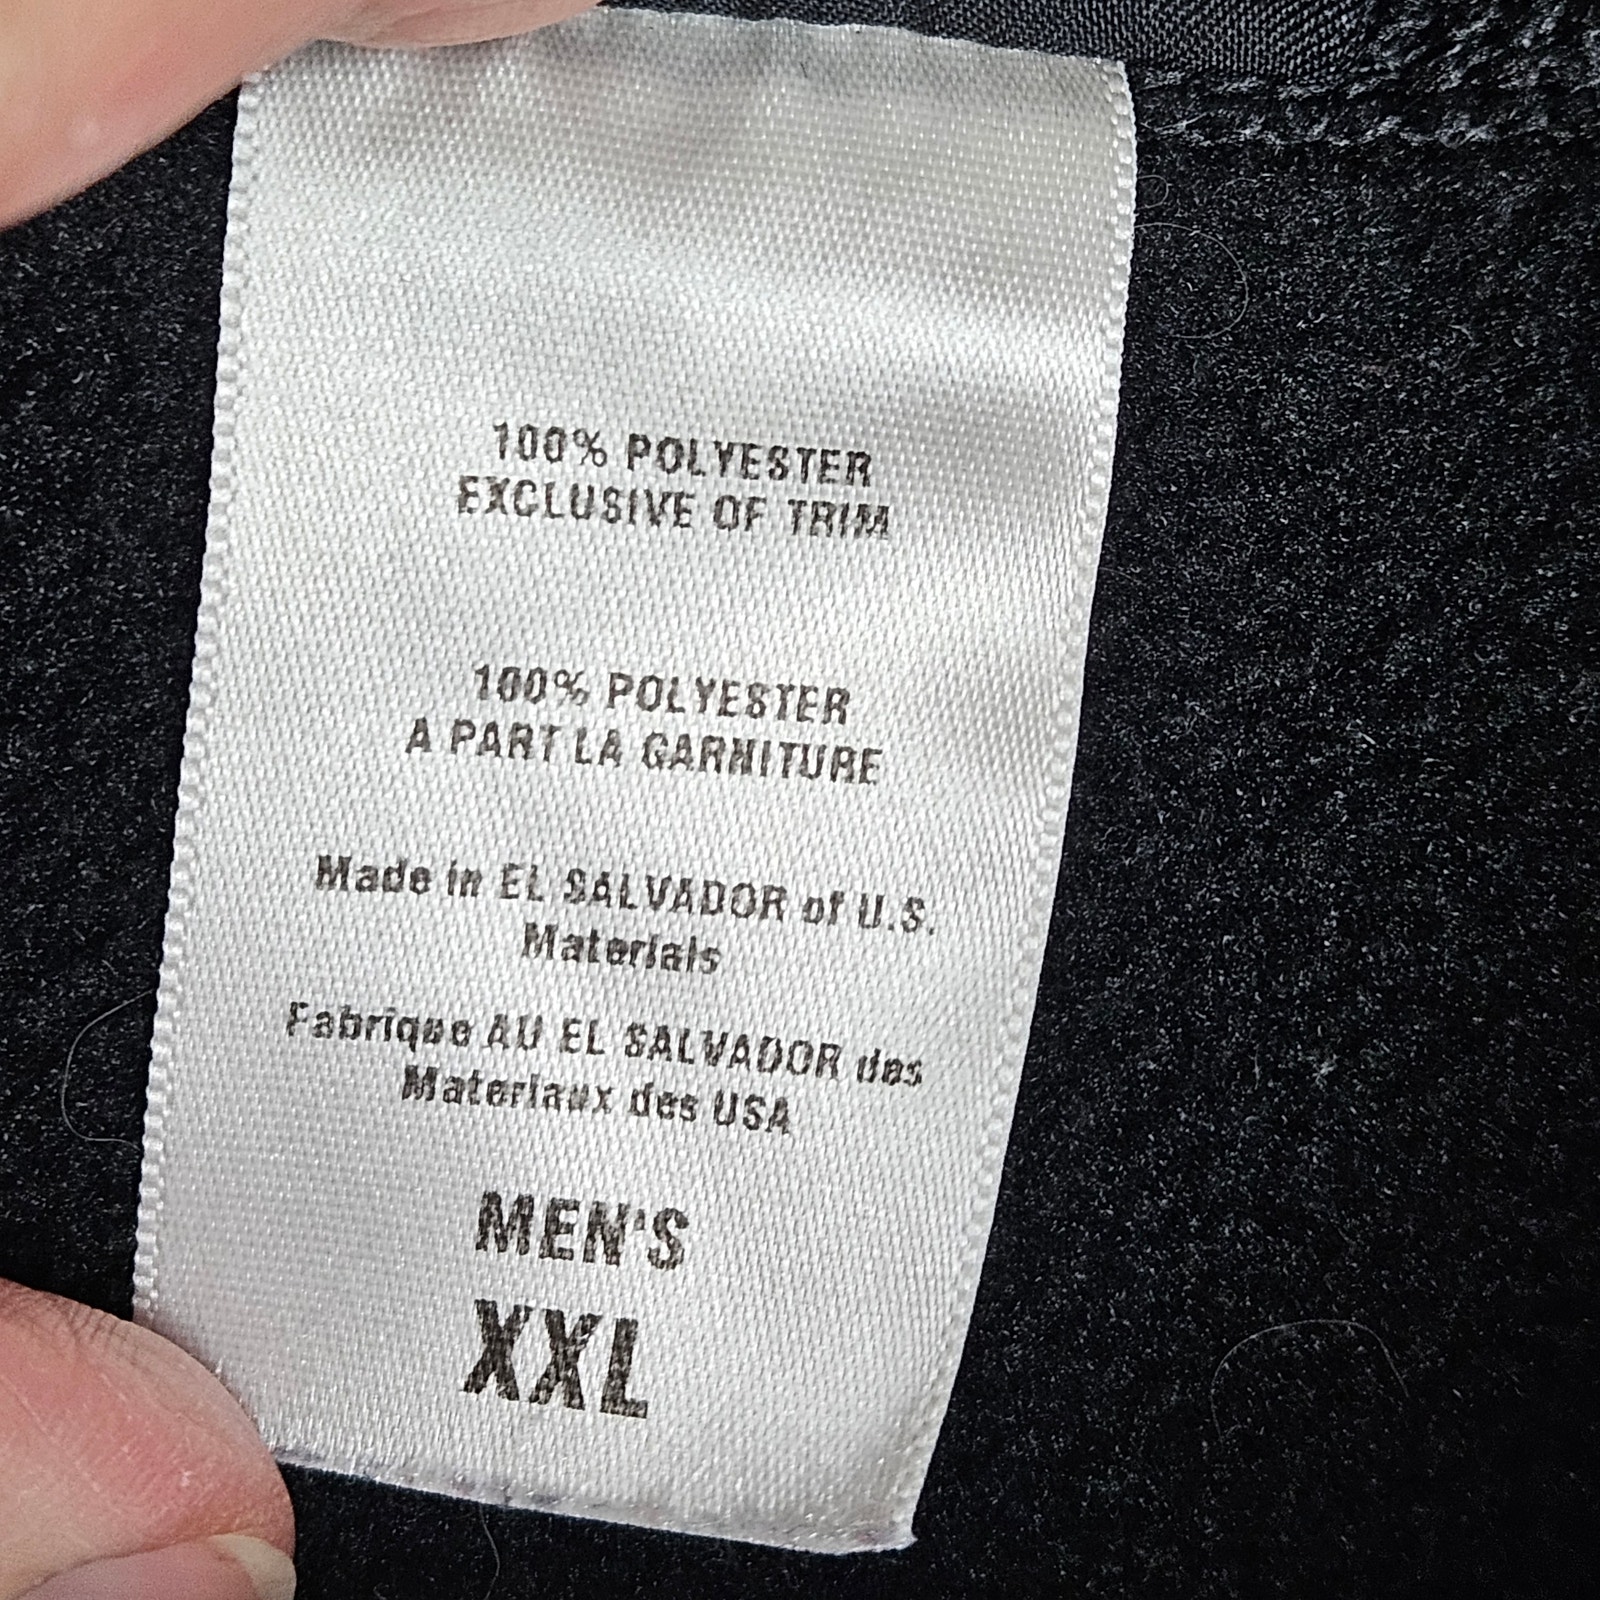 100% POLYESTER
EXCLUSIVE OF TRIM
100% POLYESTER
A PART LA GARNITURE
Made in EL SALVADOR of U.S.
Materials
Fabrique AU EL SALVADOR des
Materiaux des USA
MEN'S
XXL